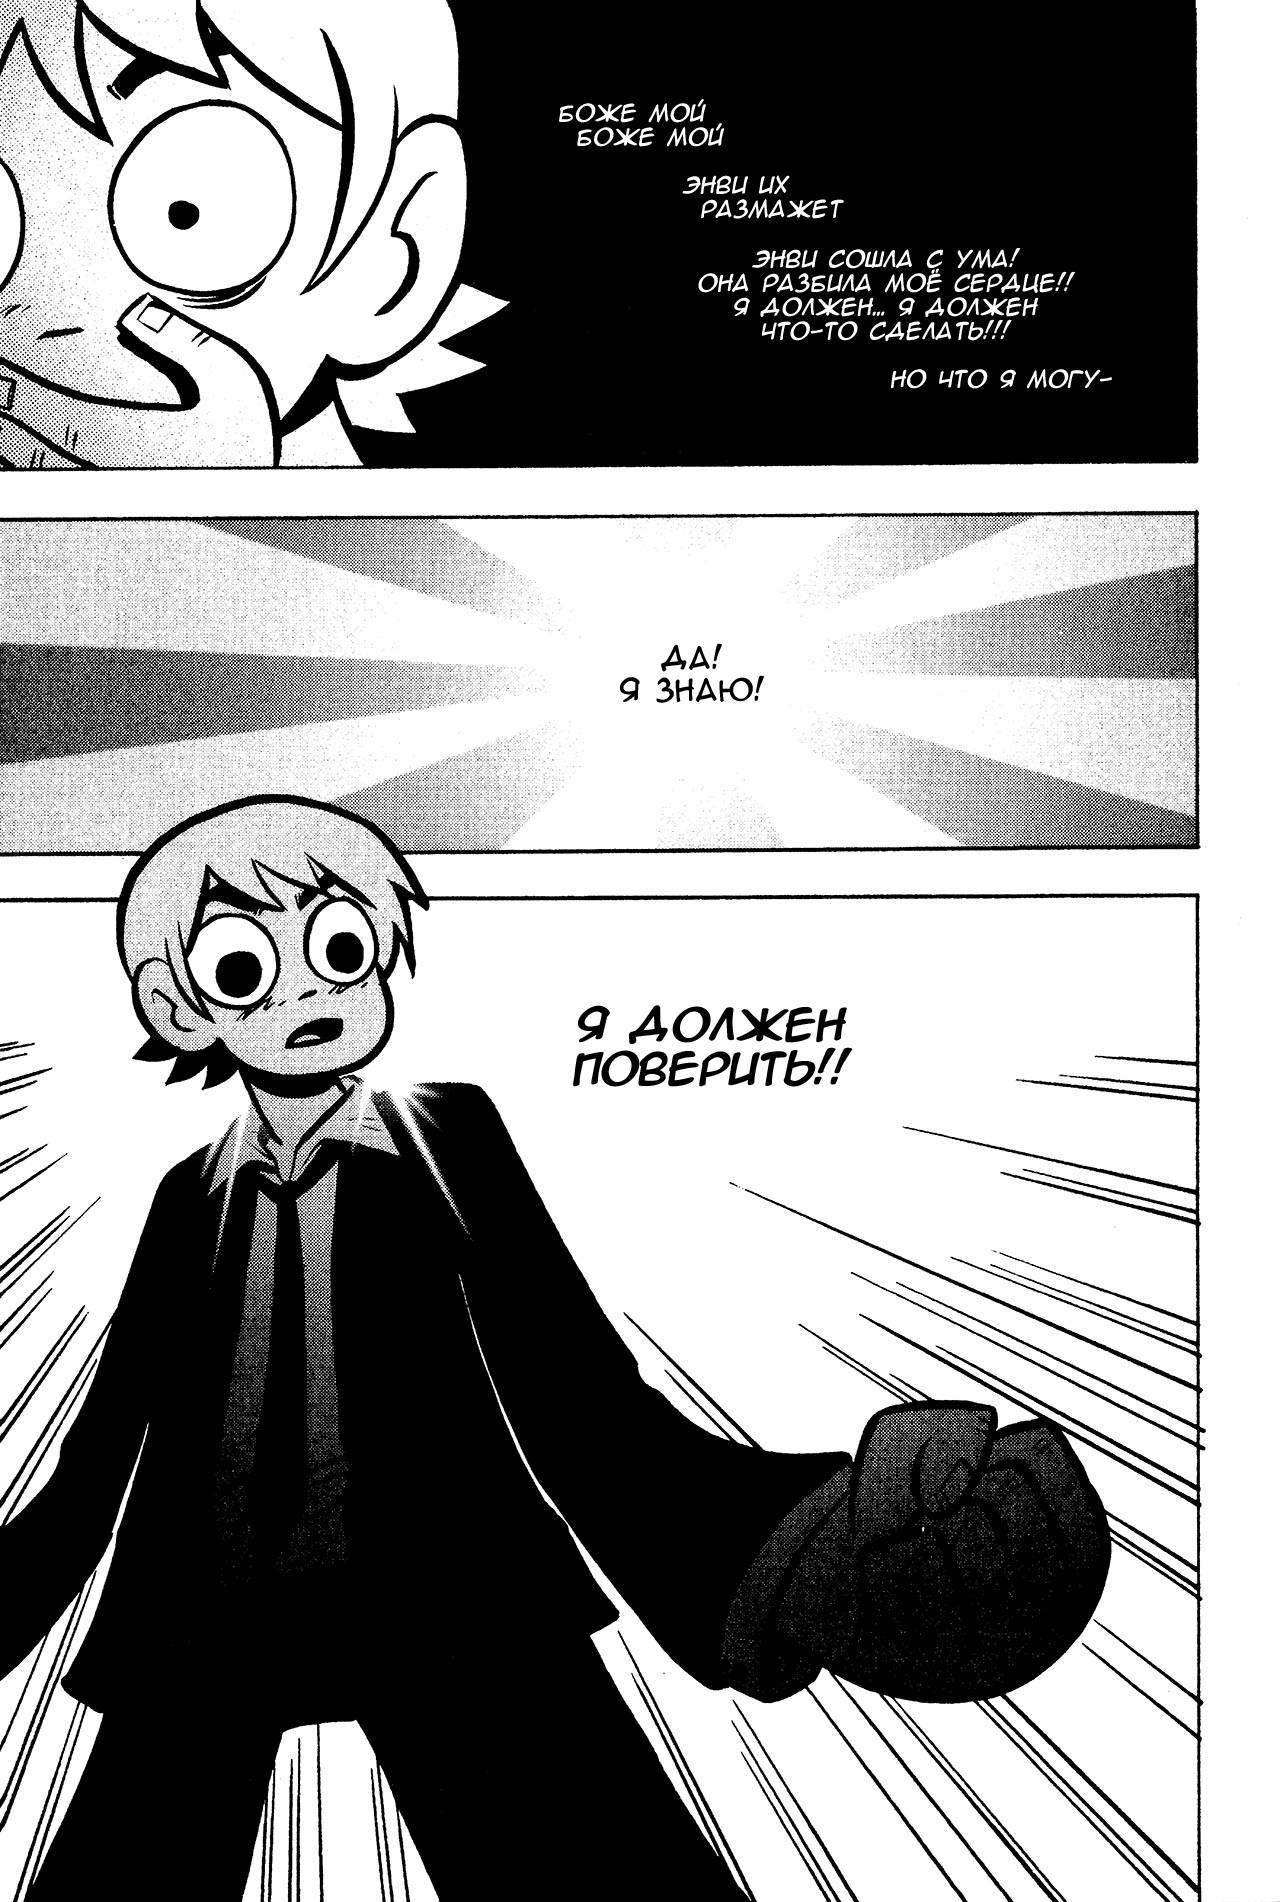 БОЖЕ МОЙ
БОЖЕ МОЙ
ЭНВИ ИХ
РАЗМАЖЕТ
ЭНВИ СОШЛА С УМА!
ОНА РАЗБИЛА МОЁ СЕРДЦЕ!!
Я ДОЛЖЕН... Я ДОЛЖЕН
ЧТО-ТО СДЕЛАТЬ!!!
НО ЧТО Я МОГУ-
ДА!
Я ЗНАЮ!
Я ДОЛЖЕН
ПОВЕРИТЬ!!